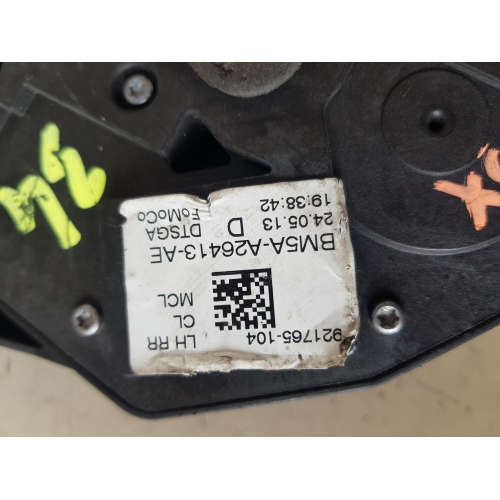 921765-104 LH RR
CL
MCL
BM5A-A26413-AE
24.05.13 D DTSGA
19:38:42 FoMoCo